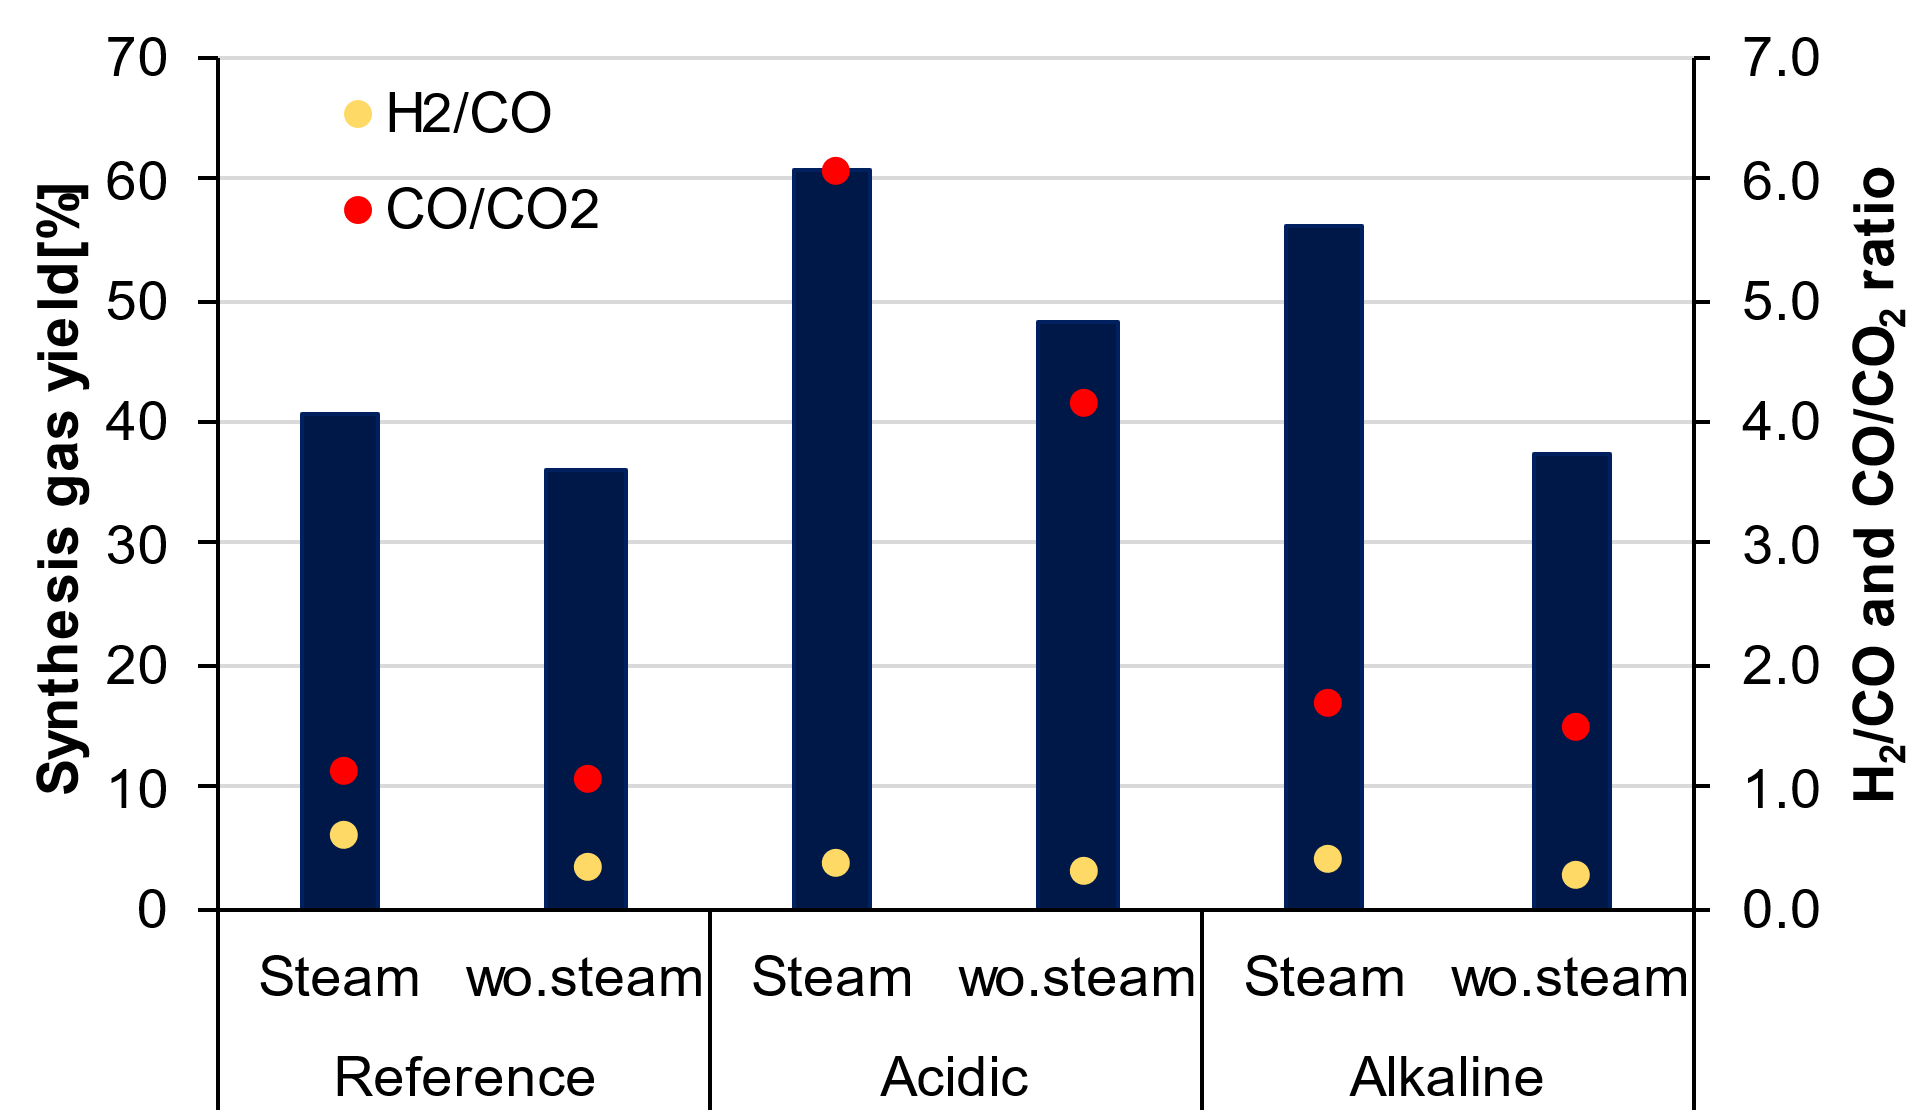 70
60
50
40
30
20
10
0
Synthesis gas yield[%]
H2/CO
CO/CO2
7.0
6.0
5.0
4.0
3.0
2.0
1.0
0.0
H₂/CO and CO/CO₂ ratio
Steam wo.steam Steam wo.steam Steam wo.steam
Reference Acidic Alkaline